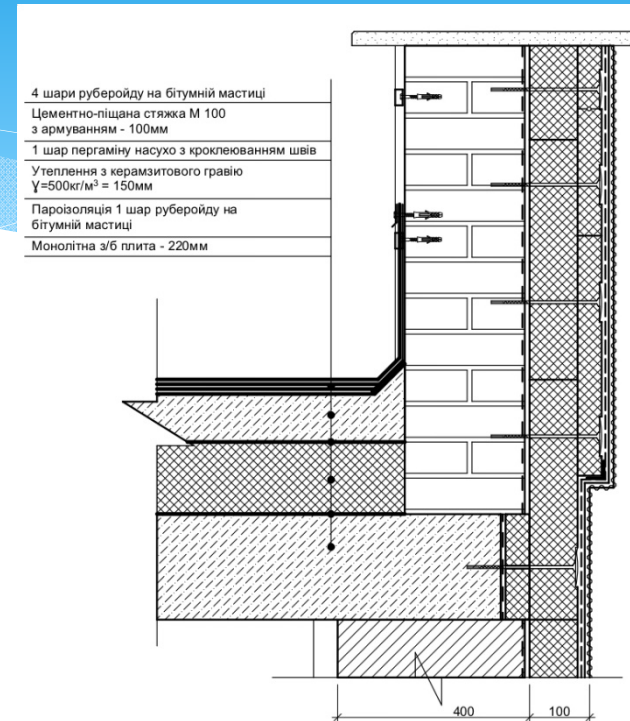 4 шари руберойду на бітумній мастиці
Цементно-піщана стяжка М 100
з армуванням - 100мм
1 шар пергаміну насухо з кроклеюванням швів
Утеплення з керамзитового гравію
Ɣ=500кг/м³ = 150мм
Пароізоляція 1 шар руберойду на
бітумній мастиці
Монолітна з/б плита - 220мм
400
100